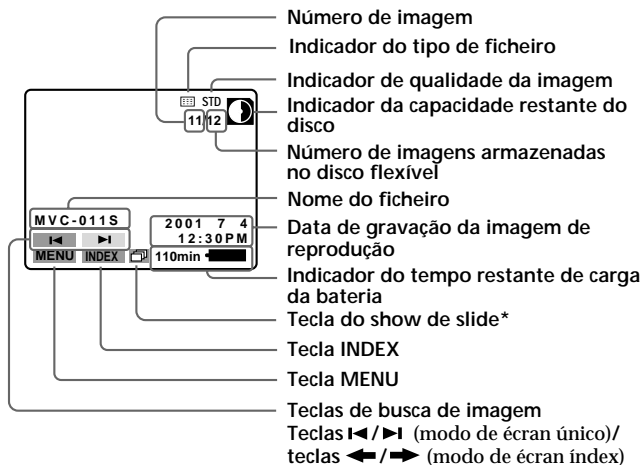 Número de imagem
Indicador do tipo de ficheiro
Indicador de qualidade da imagem
Indicador da capacidade restante do
disco
Número de imagens armazenadas
no disco flexível
Nome do ficheiro
Data de gravação da imagem de
reprodução
Indicador do tempo restante de carga
da bateria
Tecla do show de slide*
Tecla INDEX
Tecla MENU
Teclas de busca de imagem
Teclas I◄/►I (modo de écran único)/
teclas ←/→ (modo de écran índex)
STD
11/12
MVC-011S
2001 7 4
12:30PM
I◄ ►I
MENU INDEX 110min